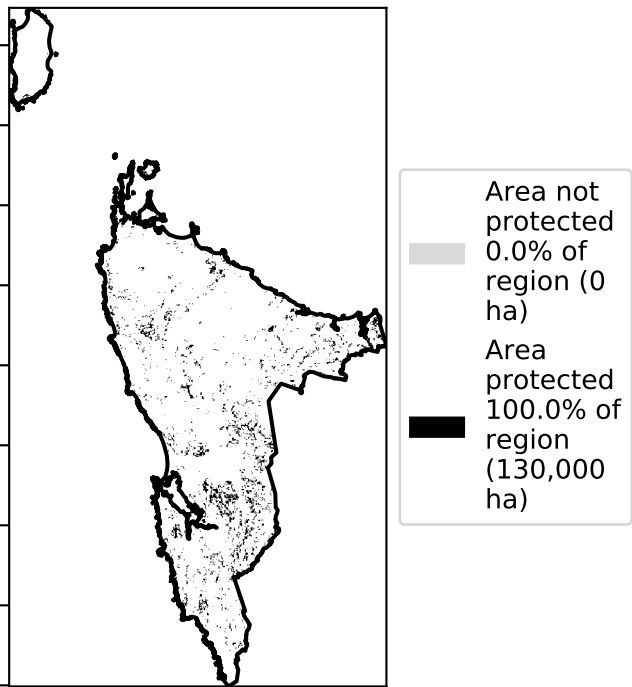 Area not
protected
0.0% of
region (0
ha)
Area
protected
100.0% of
region
(130,000
ha)